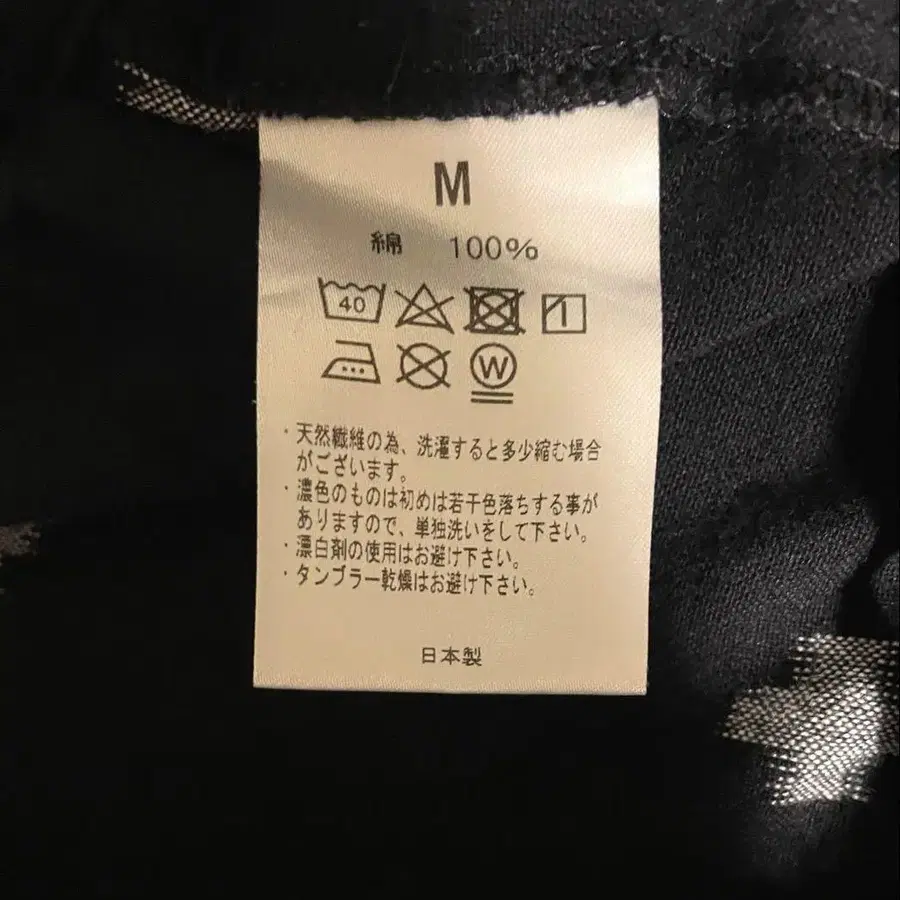 M
綿 100%
40
W
・天然繊維の為、洗濯すると多少縮む場合
がございます。
・濃色のものは初めは若干色落ちする事が
ありますので、単独洗いをして下さい。
・漂白剤の使用はお避け下さい。
・タンブラー乾燥はお避け下さい。
日本製